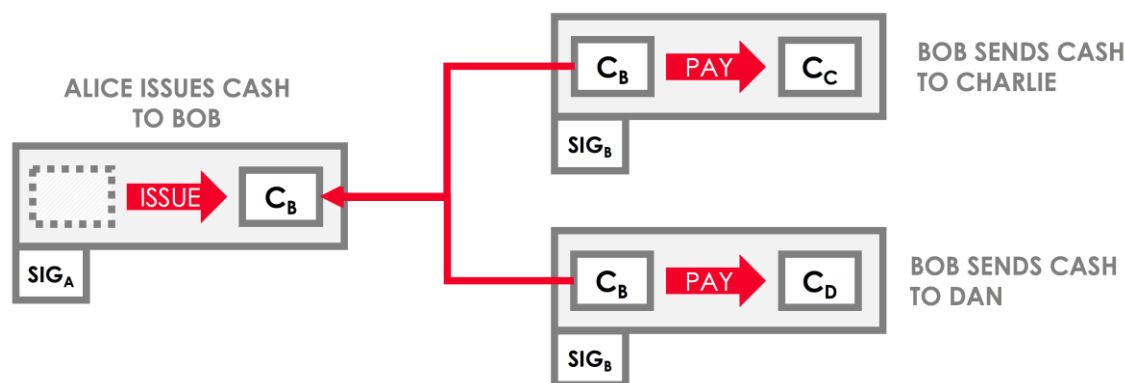 ALICE ISSUES CASH
TO BOB
ISSUE
C_B
SIG_A
C_B
PAY
C_C
SIG_B
BOB SENDS CASH
TO CHARLIE
C_B
PAY
C_D
SIG_B
BOB SENDS CASH
TO DAN